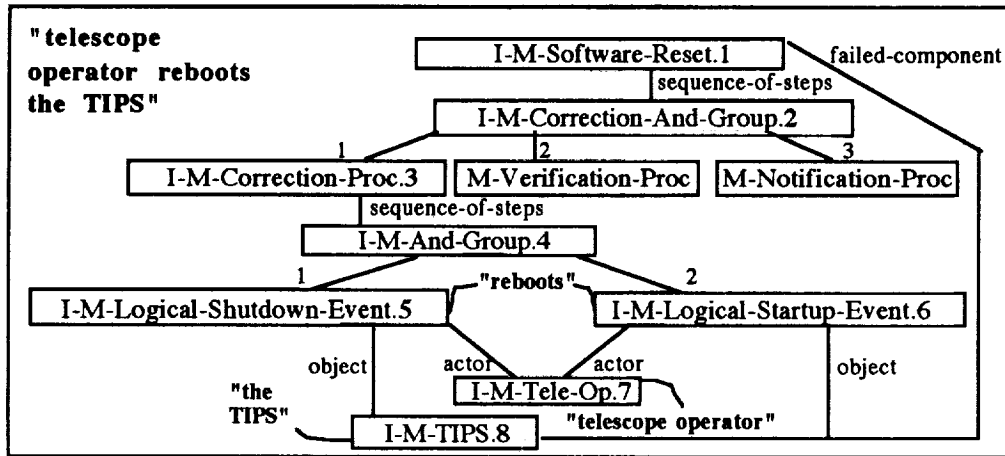 "telescope
operator reboots
the TIPS"
I-M-Software-Reset.1
failed-component
sequence-of-steps
I-M-Correction-And-Group.2
1
2
3
I-M-Correction-Proc.3
M-Verification-Proc
M-Notification-Proc
sequence-of-steps
I-M-And-Group.4
1
"reboots"
2
I-M-Logical-Shutdown-Event.5
I-M-Logical-Startup-Event.6
object
actor
actor
object
I-M-Tele-Op.7
"the
TIPS"
"telescope operator"
I-M-TIPS.8